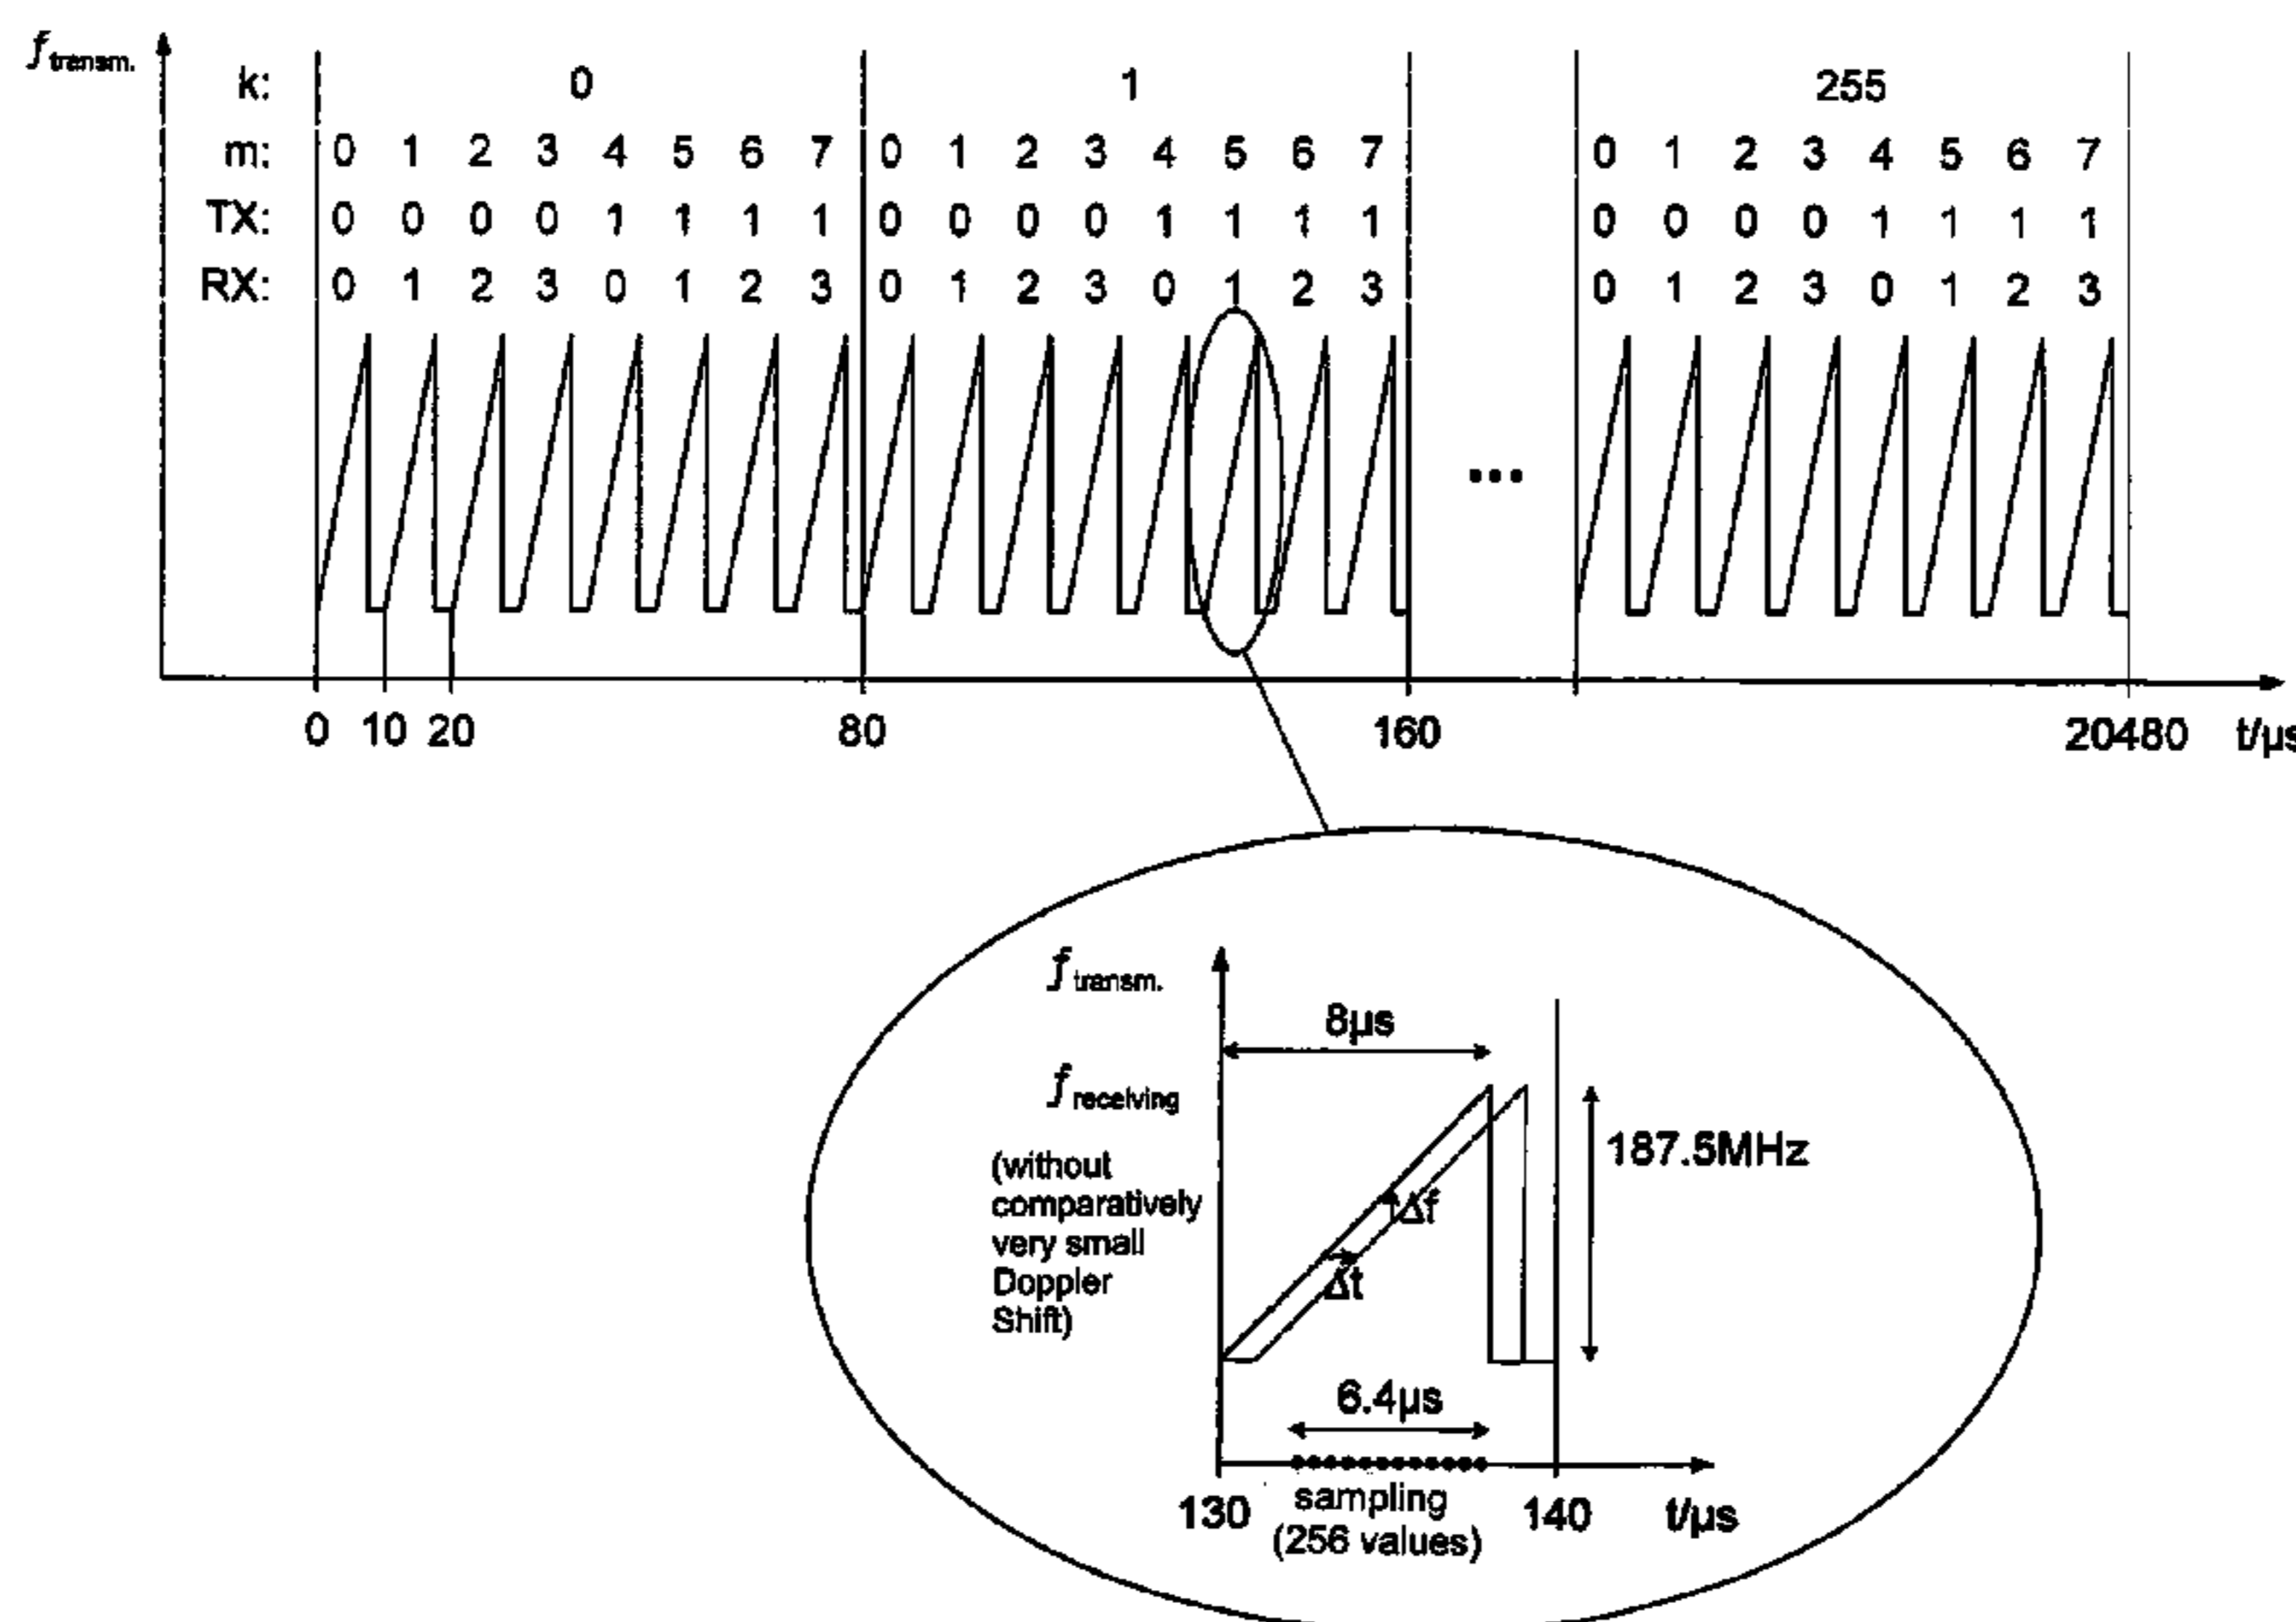 f transm.
k: 0 1 255
m: 0 1 2 3 4 5 6 7 0 1 2 3 4 5 6 7 0 1 2 3 4 5 6 7
TX: 0 0 0 0 1 1 1 1 0 0 0 0 1 1 1 1 0 0 0 0 1 1 1 1
RX: 0 1 2 3 0 1 2 3 0 1 2 3 0 1 2 3 0 1 2 3 0 1 2 3
...
0 10 20 80 160 20480 t/μs
f transm.
8μs
f receiving
187.5MHz
(without
comparatively
very small
Doppler
Shift)
Δf
Δt
6.4μs
130 sampling 140 t/μs
(256 values)